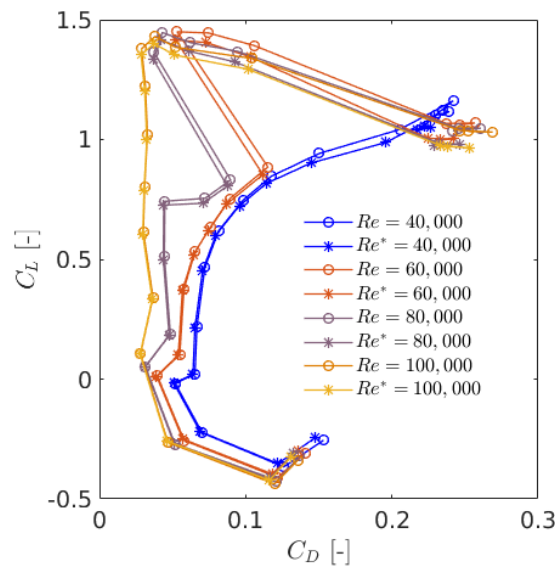 1.5
1
0.5
0
-0.5
C_L [-]
Re = 40,000
Re* = 40,000
Re = 60,000
Re* = 60,000
Re = 80,000
Re* = 80,000
Re = 100,000
Re* = 100,000
0 0.1 0.2 0.3
C_D [-]